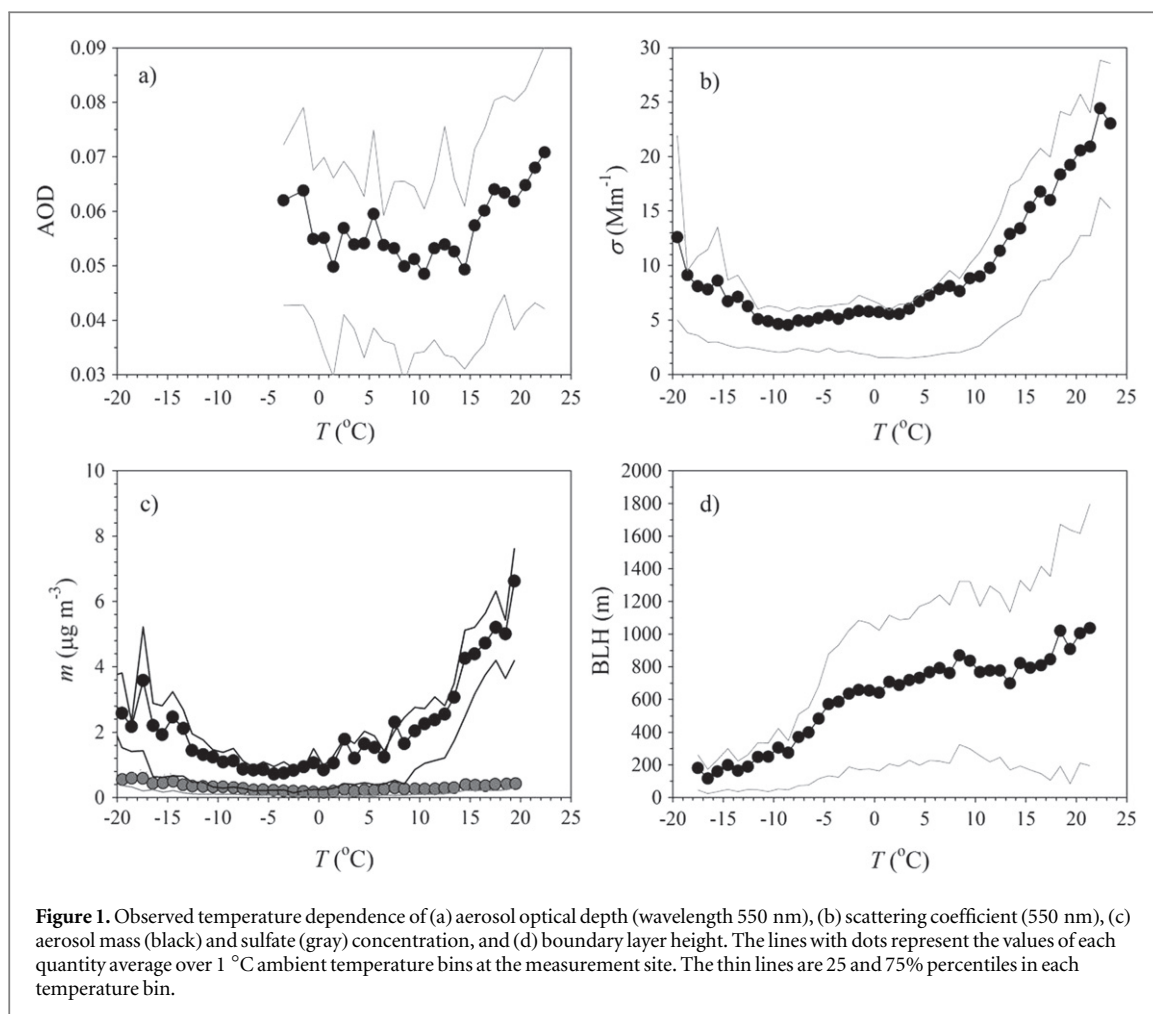 a)
0.09
0.08
0.07
0.06
0.05
0.04
0.03
AOD
-20 -15 -10 -5 0 5 10 15 20 25
T (°C)
b)
30
25
20
15
10
5
0
σ (Mm⁻¹)
-20 -15 -10 -5 0 5 10 15 20 25
T (°C)
c)
10
8
6
4
2
0
m (µg m⁻³)
-20 -15 -10 -5 0 5 10 15 20 25
T (°C)
d)
2000
1800
1600
1400
1200
1000
800
600
400
200
0
BLH (m)
-20 -15 -10 -5 0 5 10 15 20 25
T (°C)
Figure 1. Observed temperature dependence of (a) aerosol optical depth (wavelength 550 nm), (b) scattering coefficient (550 nm), (c)
aerosol mass (black) and sulfate (gray) concentration, and (d) boundary layer height. The lines with dots represent the values of each
quantity average over 1 °C ambient temperature bins at the measurement site. The thin lines are 25 and 75% percentiles in each
temperature bin.